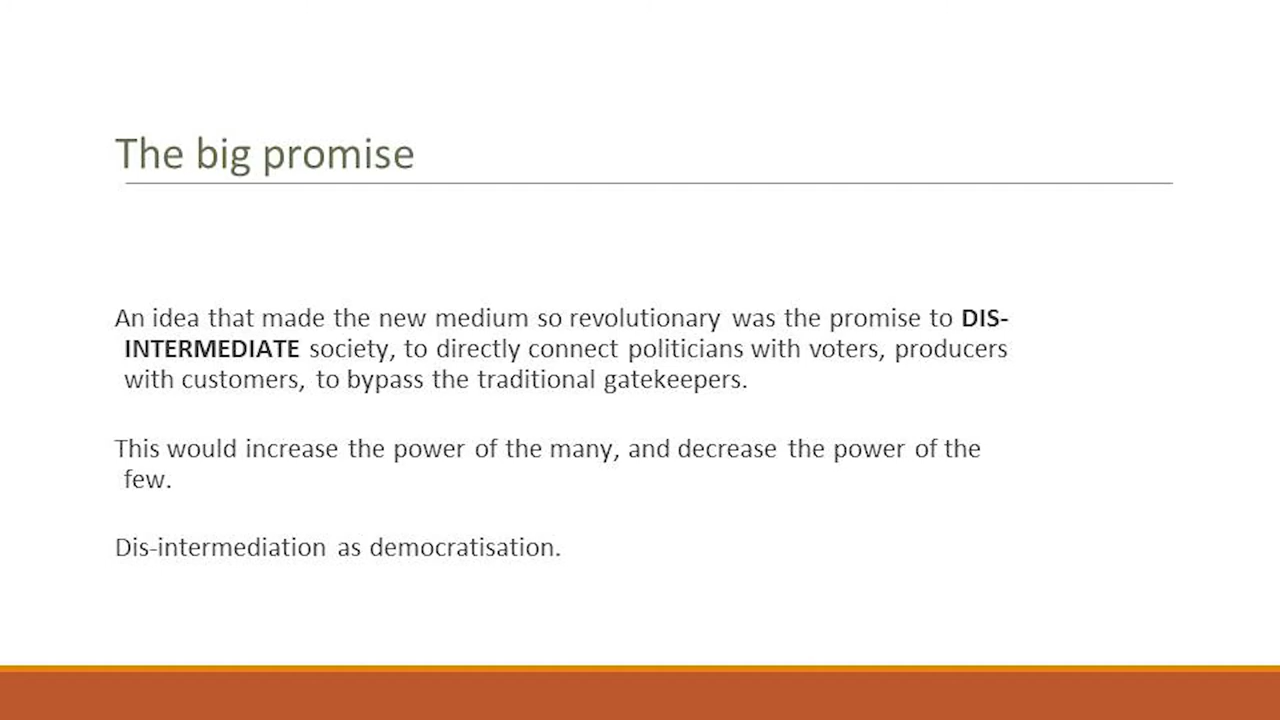 The big promise
An idea that made the new medium so revolutionary was the promise to DIS-
INTERMEDIATE society, to directly connect politicians with voters, producers
with customers, to bypass the traditional gatekeepers.
This would increase the power of the many, and decrease the power of the
few.
Dis-intermediation as democratisation.